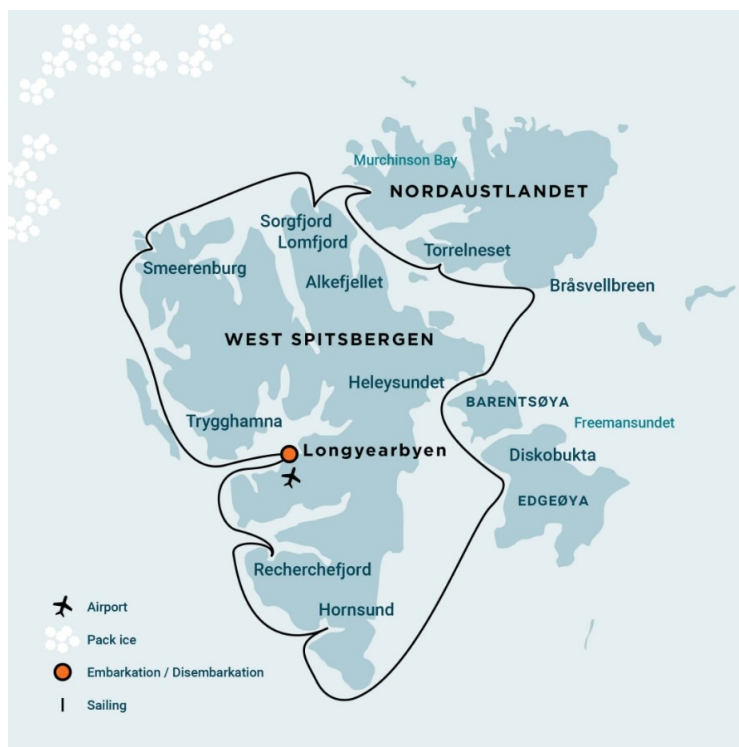 Murchinson Bay
NORDAUSTLANDET
Sorgfjord
Lomfjord
Torrelneset
Smeerenburg
Alkefjellet
Bråsvellbreen
WEST SPITSBERGEN
Heleysundet
BARENTSØYA
Trygghamna
Freemansundet
Longyearbyen
Diskobukta
EDGEØYA
Recherchefjord
Hornsund
Airport
Pack ice
Embarkation / Disembarkation
Sailing